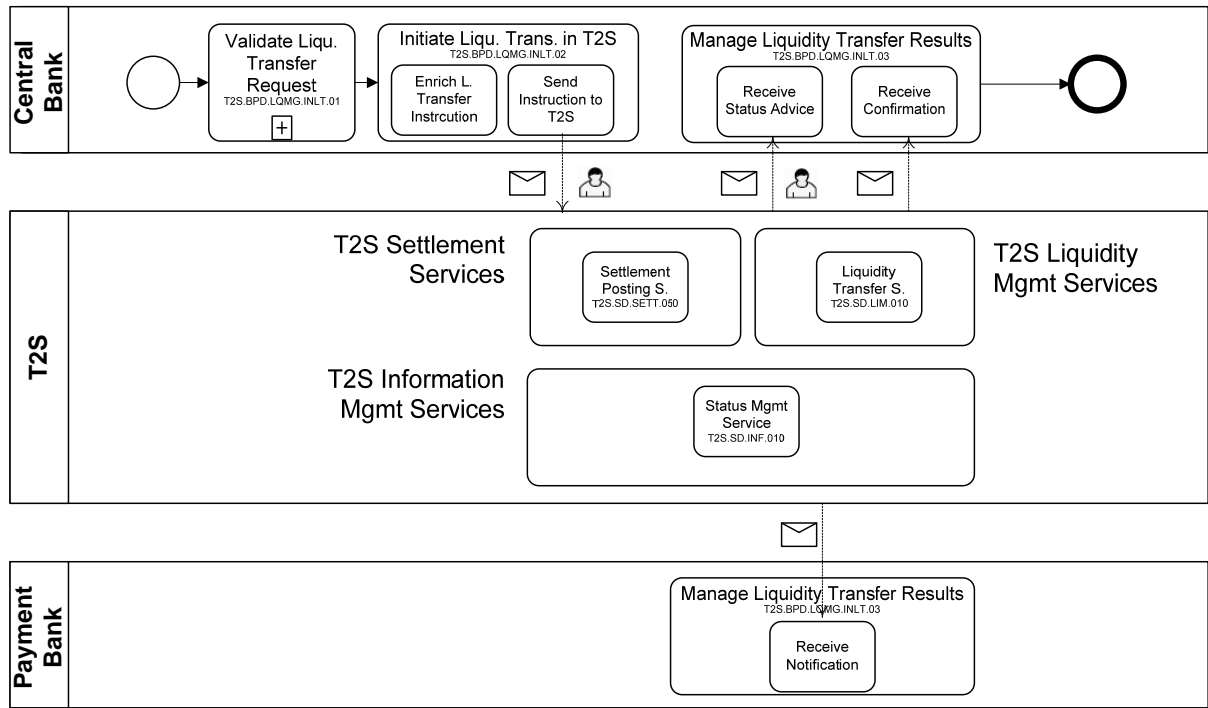 Central
Bank
Validate Liqu.
Transfer
Request
T2S.BPD.LQMG.INLT.01
+
Initiate Liqu. Trans. in T2S
T2S.BPD.LQMG.INLT.02
Enrich L.
Transfer
Instrcution
Send
Instruction to
T2S
Manage Liquidity Transfer Results
T2S.BPD.LQMG.INLT.03
Receive
Status Advice
Receive
Confirmation
T2S
T2S Settlement
Services
Settlement
Posting S.
T2S.SD.SETT.050
Liquidity
Transfer S.
T2S.SD.LIM.010
T2S Liquidity
Mgmt Services
T2S Information
Mgmt Services
Status Mgmt
Service
T2S.SD.INF.010
Payment
Bank
Manage Liquidity Transfer Results
T2S.BPD.LQMG.INLT.03
Receive
Notification